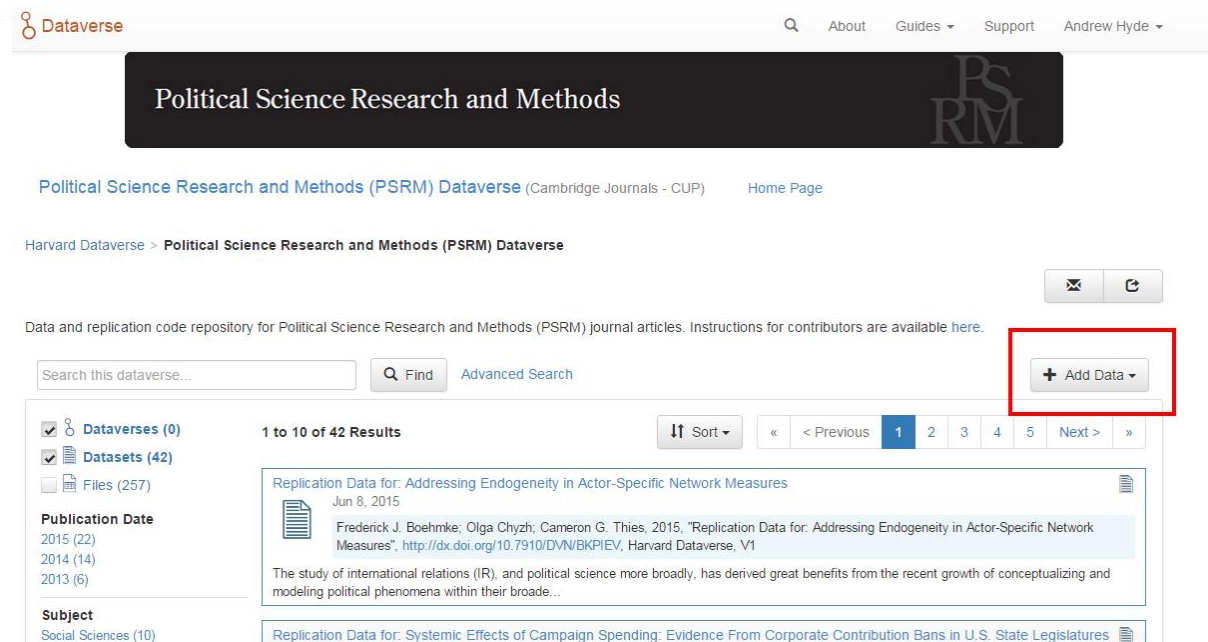 Dataverse
About
Guides
Support
Andrew Hyde
Political Science Research and Methods
PS
RM
Political Science Research and Methods (PSRM) Dataverse (Cambridge Journals - CUP)
Home Page
Harvard Dataverse > Political Science Research and Methods (PSRM) Dataverse
Data and replication code repository for Political Science Research and Methods (PSRM) journal articles. Instructions for contributors are available here.
Search this dataverse...
Find
Advanced Search
+ Add Data
Dataverses (0)
Datasets (42)
Files (257)
Publication Date
2015 (22)
2014 (14)
2013 (6)
Subject
Social Sciences (10)
1 to 10 of 42 Results
Sort
« < Previous 1 2 3 4 5 Next > »
Replication Data for: Addressing Endogeneity in Actor-Specific Network Measures
Jun 8, 2015
Frederick J. Boehmke; Olga Chyzh; Cameron G. Thies, 2015, "Replication Data for: Addressing Endogeneity in Actor-Specific Network
Measures", http://dx.doi.org/10.7910/DVN/BKPIEV, Harvard Dataverse, V1
The study of international relations (IR), and political science more broadly, has derived great benefits from the recent growth of conceptualizing and
modeling political phenomena within their broade...
Replication Data for: Systemic Effects of Campaign Spending: Evidence From Corporate Contribution Bans in U.S. State Legislatures